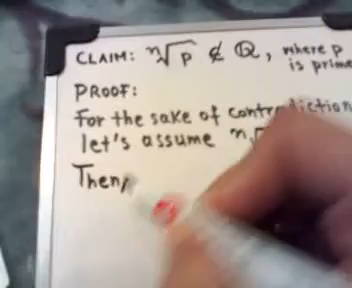 CLAIM: ⁿ√p ∉ Q, where p
is prime
PROOF:
For the sake of contradiction
let's assume ⁿ√
Then,